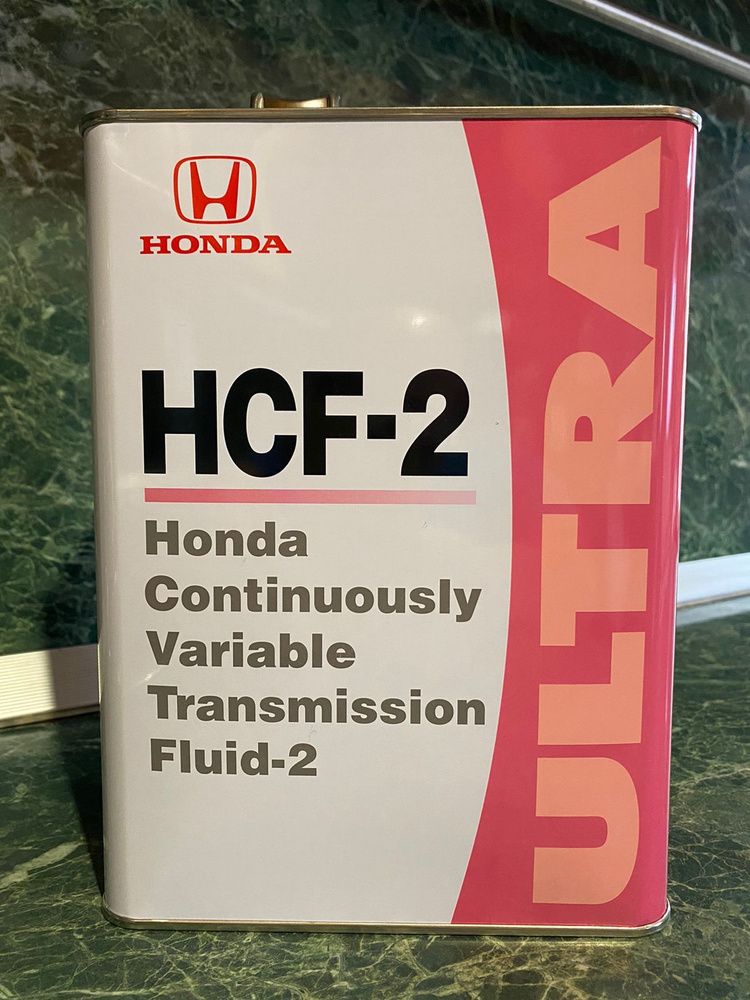 HONDA
HCF-2
Honda
Continuously
Variable
Transmission
Fluid-2
ULTRA